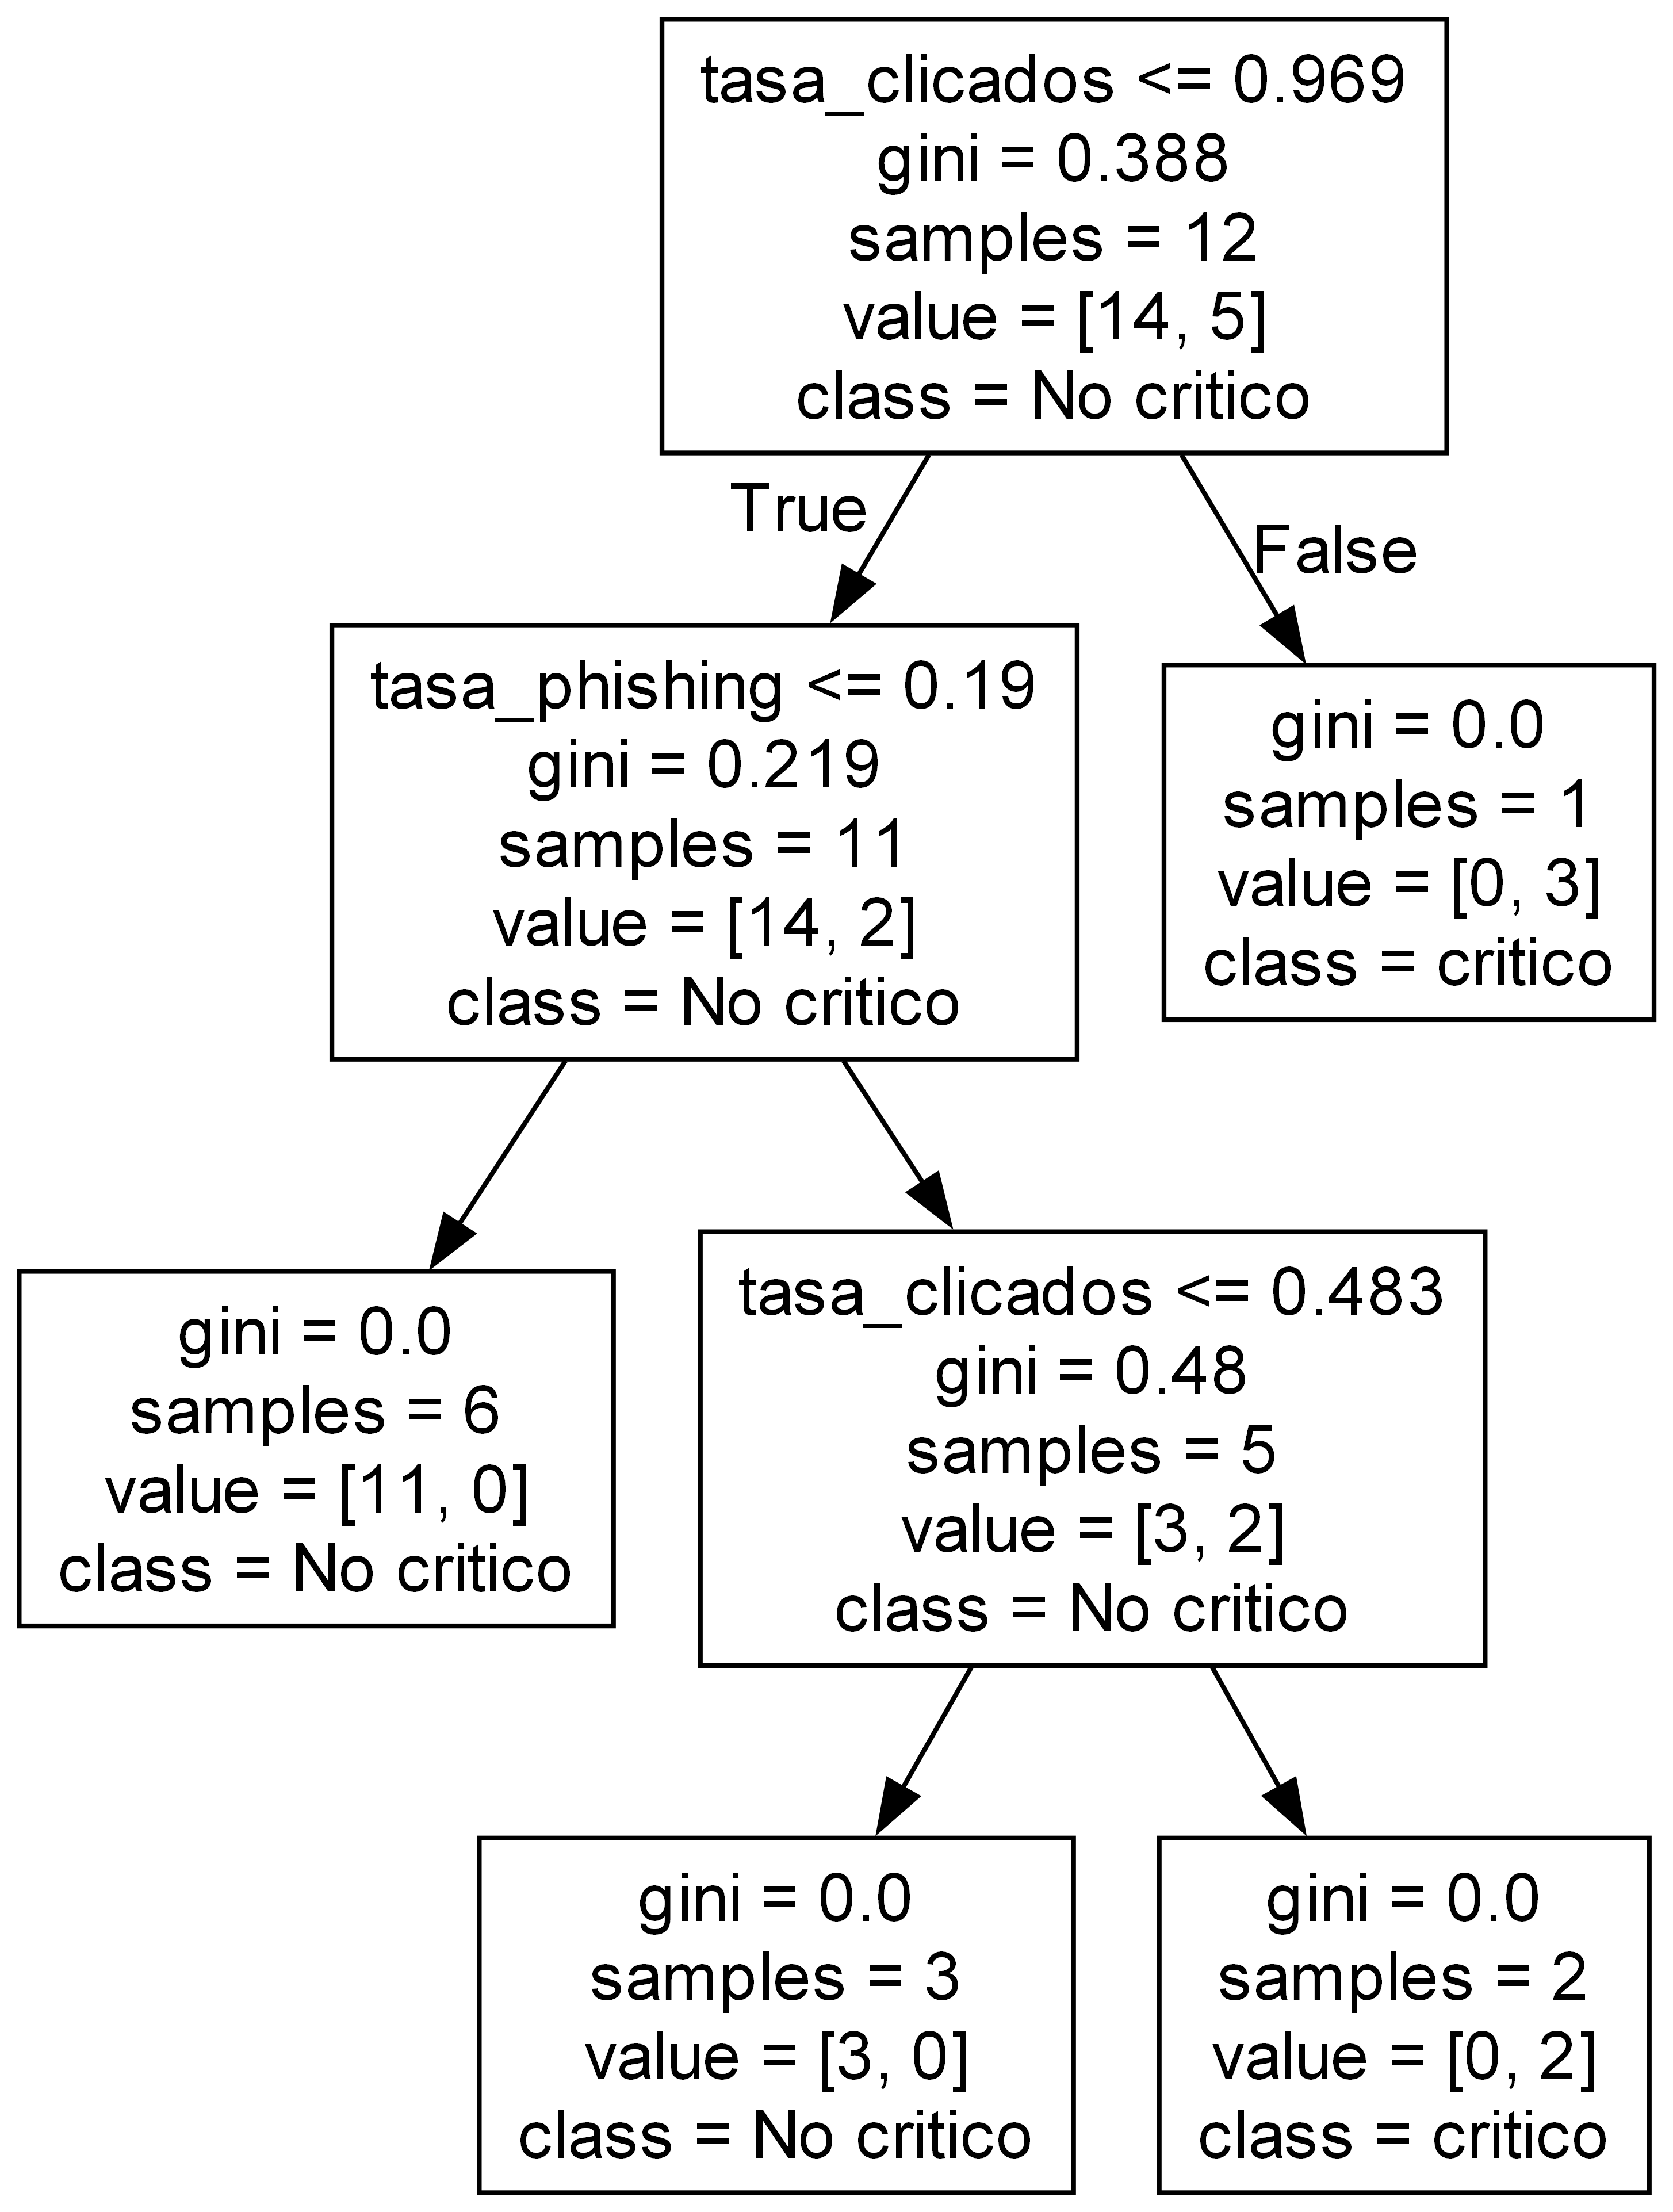 tasa_clicados <= 0.969
gini = 0.388
samples = 12
value = [14, 5]
class = No critico
True
False
tasa_phishing <= 0.19
gini = 0.219
samples = 11
value = [14, 2]
class = No critico
gini = 0.0
samples = 1
value = [0, 3]
class = critico
gini = 0.0
samples = 6
value = [11, 0]
class = No critico
tasa_clicados <= 0.483
gini = 0.48
samples = 5
value = [3, 2]
class = No critico
gini = 0.0
samples = 3
value = [3, 0]
class = No critico
gini = 0.0
samples = 2
value = [0, 2]
class = critico